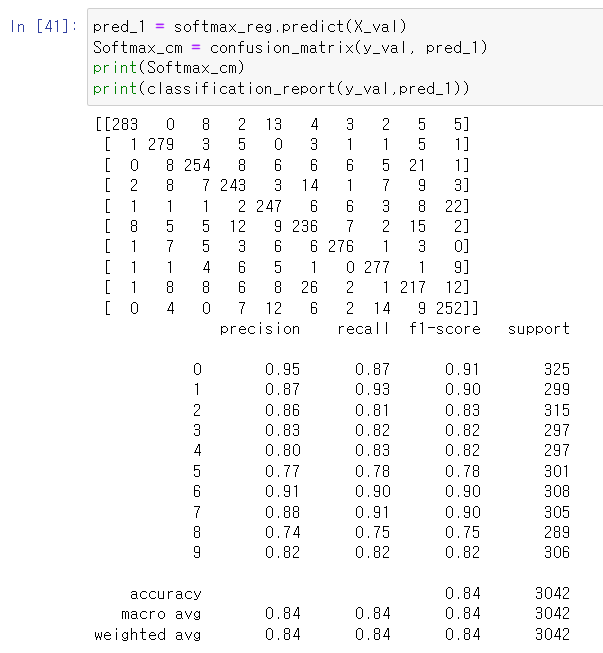 In [41]: pred_1 = softmax_reg.predict(X_val)
Softmax_cm = confusion_matrix(y_val, pred_1)
print(Softmax_cm)
print(classification_report(y_val,pred_1))
[[283   0   8   2  13   4   3   2   5   5]
 [  1 279   3   5   0   3   1   1   5   1]
 [  0   8 254   8   6   6   6   5  21   1]
 [  2   8   7 243   3  14   1   7   9   3]
 [  1   1   1   2 247   6   6   3   8  22]
 [  8   5   5  12   9 236   7   2  15   2]
 [  1   7   5   3   6   6 276   1   3   0]
 [  1   1   4   6   5   1   0 277   1   9]
 [  1   8   8   6   8  26   2   1 217  12]
 [  0   4   0   7  12   6   2  14   9 252]]
              precision    recall  f1-score   support
           0       0.95      0.87      0.91       325
           1       0.87      0.93      0.90       299
           2       0.86      0.81      0.83       315
           3       0.83      0.82      0.82       297
           4       0.80      0.83      0.82       297
           5       0.77      0.78      0.78       301
           6       0.91      0.90      0.90       308
           7       0.88      0.91      0.90       305
           8       0.74      0.75      0.75       289
           9       0.82      0.82      0.82       306
    accuracy                           0.84      3042
   macro avg       0.84      0.84      0.84      3042
weighted avg       0.84      0.84      0.84      3042